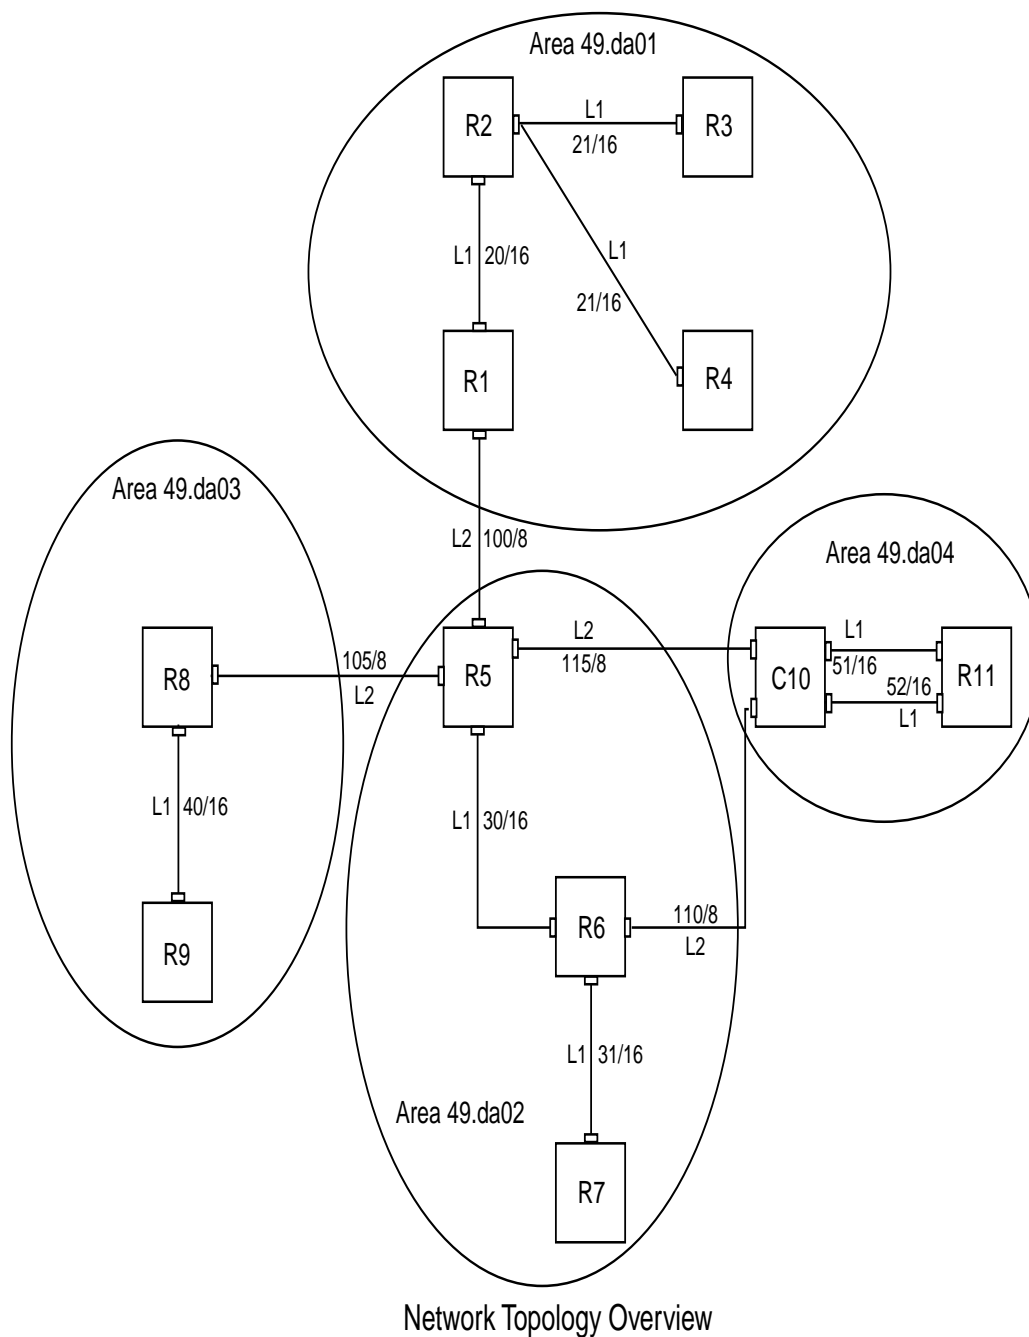 Area 49.da01
R2
L1
21/16
R3
L1 20/16
L1
21/16
R1
R4
Area 49.da03
L2 100/8
Area 49.da04
R8
105/8
L2
R5
L2
115/8
C10
L1
51/16
52/16
L1
R11
L1 40/16
L1 30/16
R9
R6
110/8
L2
L1 31/16
Area 49.da02
R7
Network Topology Overview